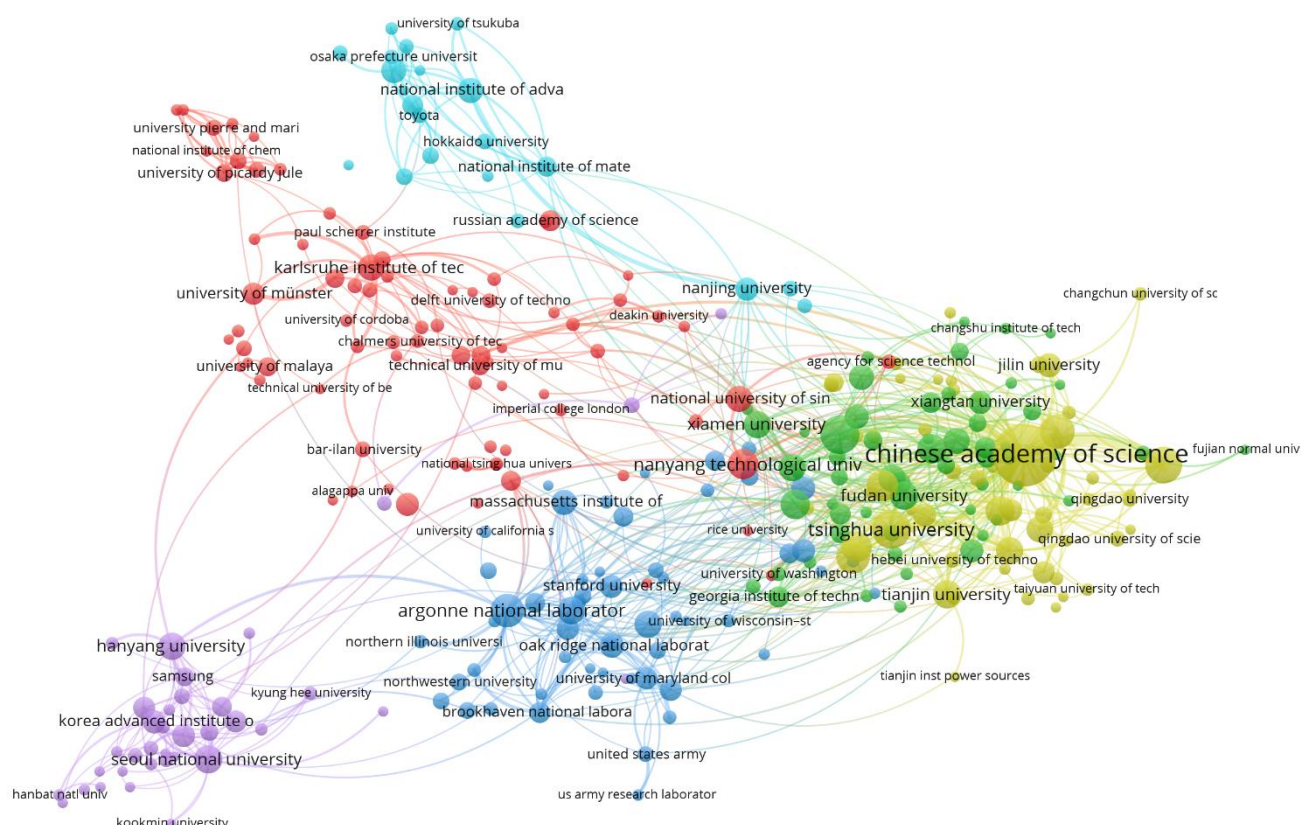 university of tsukuba
osaka prefecture universit
national institute of adva
toyota
university pierre and mari
hokkaido university
national institute of chem
national institute of mate
university of picardy jule
russian academy of science
paul scherrer institute
karlsruhe institute of tec
nanjing university
university of münster
changchun university of sc
delft university of techno
deakin university
university of cordoba
changshu institute of tech
chalmers university of tec
agency for science technol
university of malaya
technical university of mu
jilin university
technical university of be
national university of sin
xiangtan university
imperial college london
xiamen university
bar-ilan university
chinese academy of science
fujian normal univ
national tsing hua univers
nanyang technological univ
alagappa univ
fudan university
qingdao university
massachusetts institute of
university of california s
rice university
tsinghua university
qingdao university of scie
hebei university of techno
university of washington
stanford university
taiyuan university of tech
georgia institute of techn
tianjin university
argonne national laborator
university of wisconsin–st
northern illinois universi
oak ridge national laborat
hanyang university
samsung
tianjin inst power sources
university of maryland col
northwestern university
kyung hee university
brookhaven national labora
korea advanced institute o
united states army
seoul national university
hanbat natl univ
us army research laborator
kookmin university